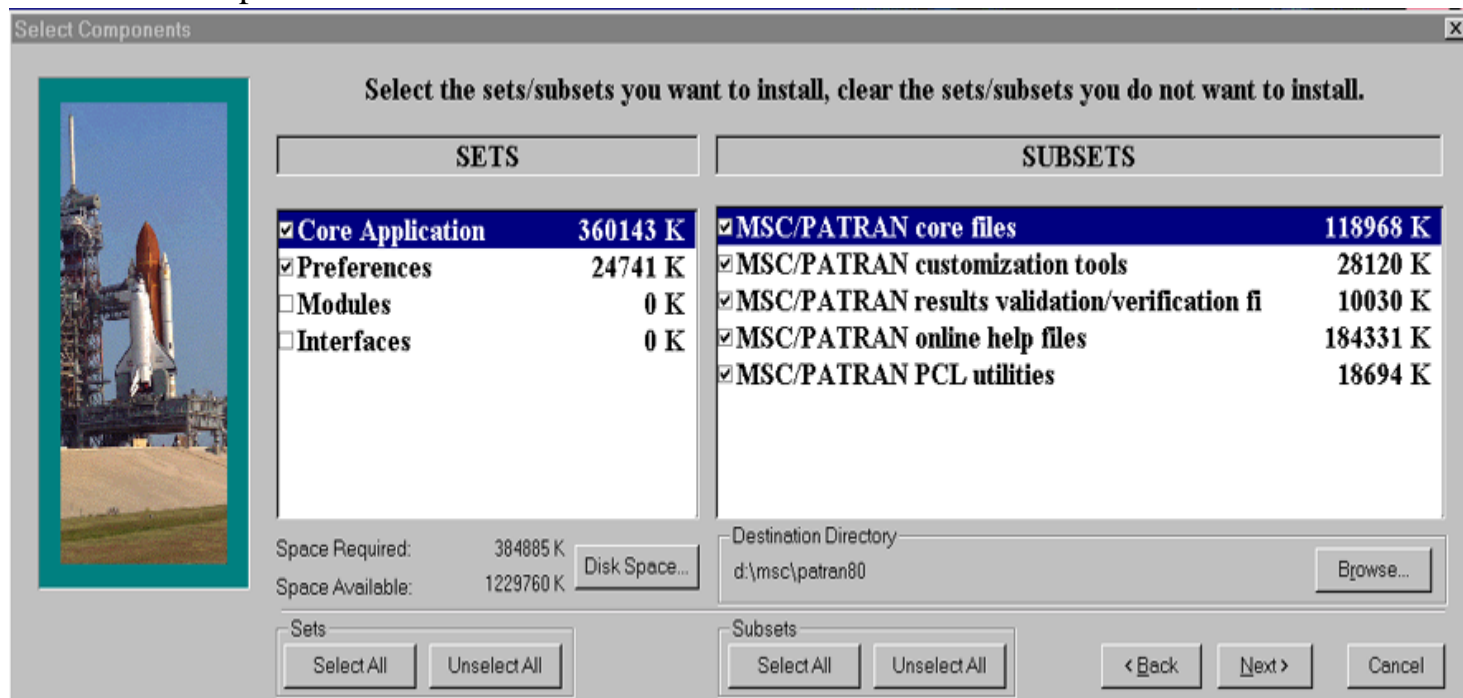 Select Components
Select the sets/subsets you want to install, clear the sets/subsets you do not want to install.
SETS
Core Application 360143 K
Preferences 24741 K
Modules 0 K
Interfaces 0 K
SUBSETS
MSC/PATRAN core files 118968 K
MSC/PATRAN customization tools 28120 K
MSC/PATRAN results validation/verification fi 10030 K
MSC/PATRAN online help files 184331 K
MSC/PATRAN PCL utilities 18694 K
Space Required: 384885 K
Space Available: 1229760 K
Disk Space...
Destination Directory
d:\msc\patran80
Browse...
Sets
Select All Unselect All
Subsets
Select All Unselect All
< Back Next > Cancel